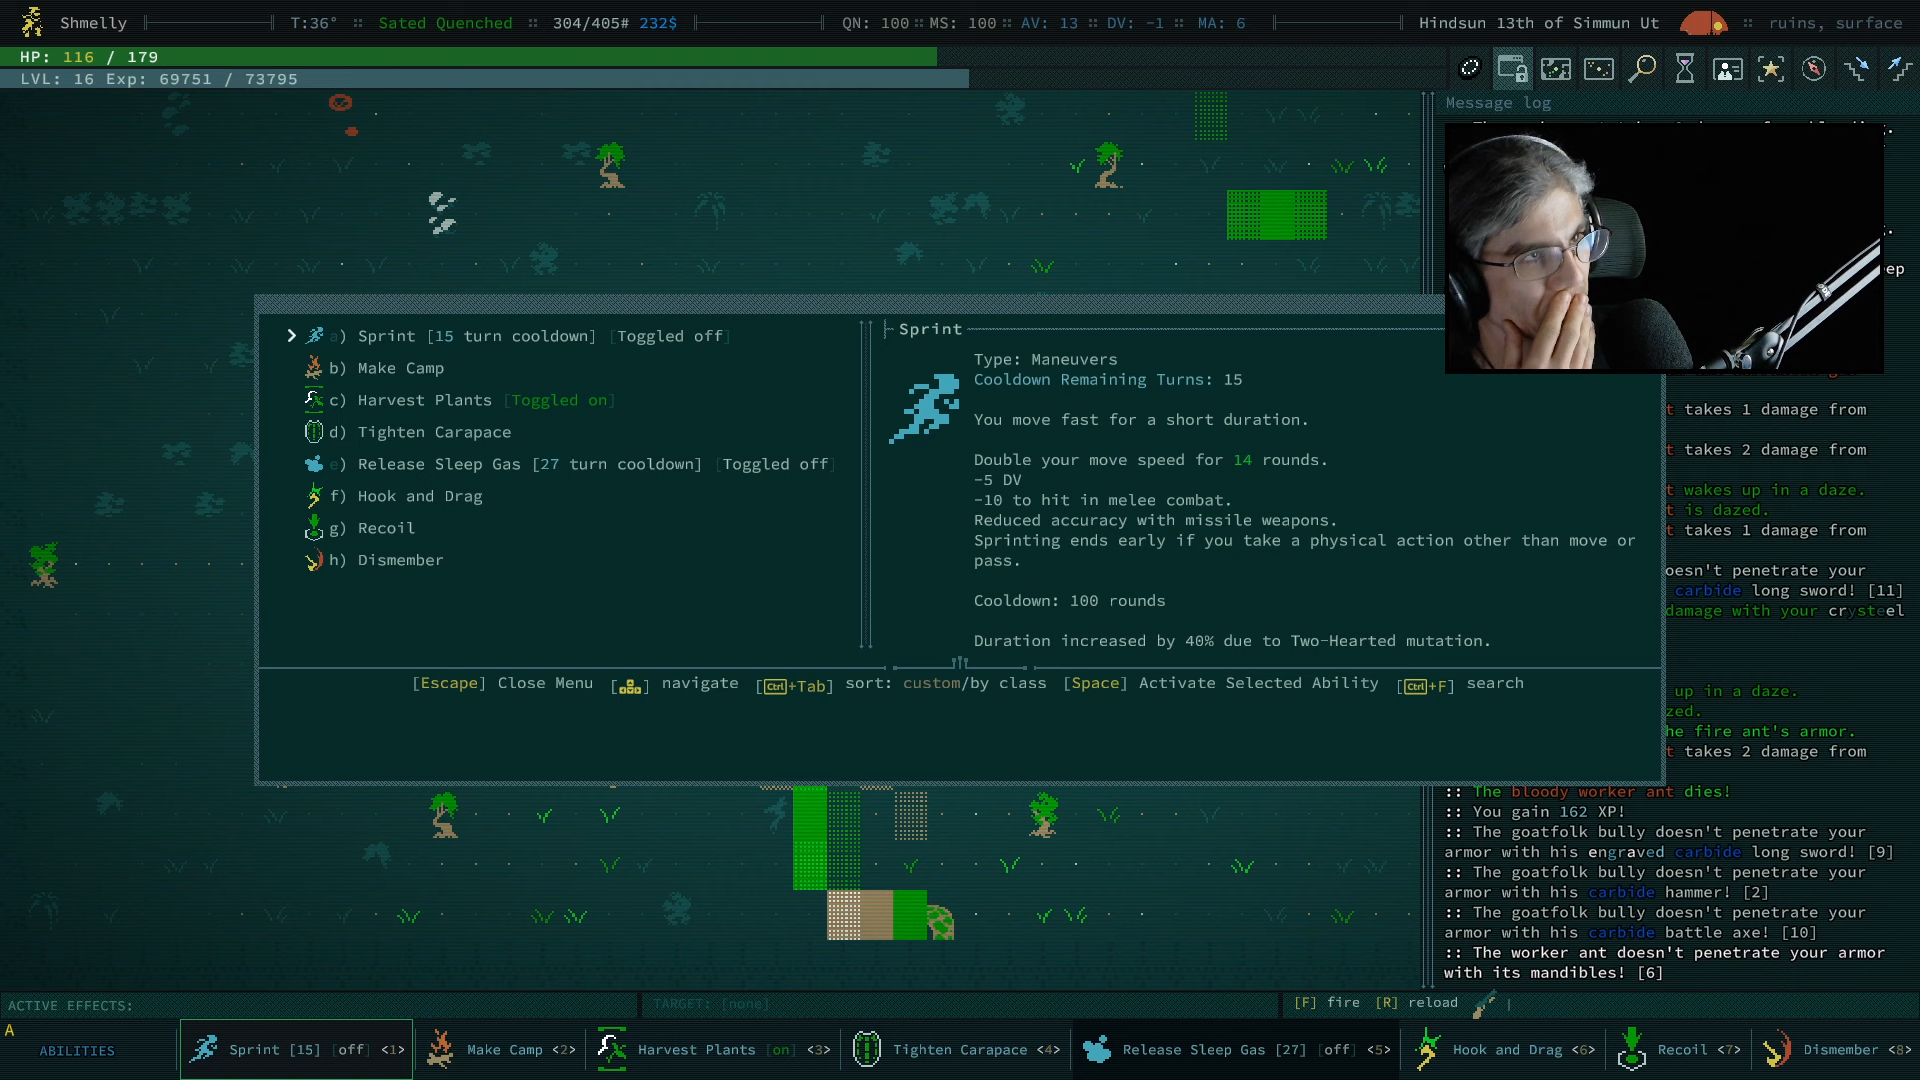 Shmelly T:36° Sated Quenched :: 304/405# 232$ QN: 100 :: MS: 100 :: AV: 13 :: DV: -1 :: MA: 6 Hindsun 13th of Simmun Ut :: ruins, surface
HP: 116 / 179
LVL: 16 Exp: 69751 / 73795
Message log
a) Sprint [15 turn cooldown] [Toggled off]
b) Make Camp
c) Harvest Plants [Toggled on]
d) Tighten Carapace
e) Release Sleep Gas [27 turn cooldown] [Toggled off]
f) Hook and Drag
g) Recoil
h) Dismember
Sprint
Type: Maneuvers
Cooldown Remaining Turns: 15
You move fast for a short duration.
Double your move speed for 14 rounds.
-5 DV
-10 to hit in melee combat.
Reduced accuracy with missile weapons.
Sprinting ends early if you take a physical action other than move or
pass.
Cooldown: 100 rounds
Duration increased by 40% due to Two-Hearted mutation.
[Escape] Close Menu navigate [Ctrl+Tab] sort: custom/by class [Space] Activate Selected Ability [Ctrl+F] search
takes 1 damage from
takes 2 damage from
wakes up in a daze.
is dazed.
takes 1 damage from
oesn't penetrate your
carbide long sword! [11]
damage with your crysteel
up in a daze.
zed.
he fire ant's armor.
takes 2 damage from
:: The bloody worker ant dies!
:: You gain 162 XP!
:: The goatfolk bully doesn't penetrate your
armor with his engraved carbide long sword! [9]
:: The goatfolk bully doesn't penetrate your
armor with his carbide hammer! [2]
:: The goatfolk bully doesn't penetrate your
armor with his carbide battle axe! [10]
:: The worker ant doesn't penetrate your armor
with its mandibles! [6]
ACTIVE EFFECTS: TARGET: [none] [F] fire [R] reload
A
ABILITIES Sprint [15] [off] <1> Make Camp <2> Harvest Plants [on] <3> Tighten Carapace <4> Release Sleep Gas [27] [off] <5> Hook and Drag <6> Recoil <7> Dismember <8>